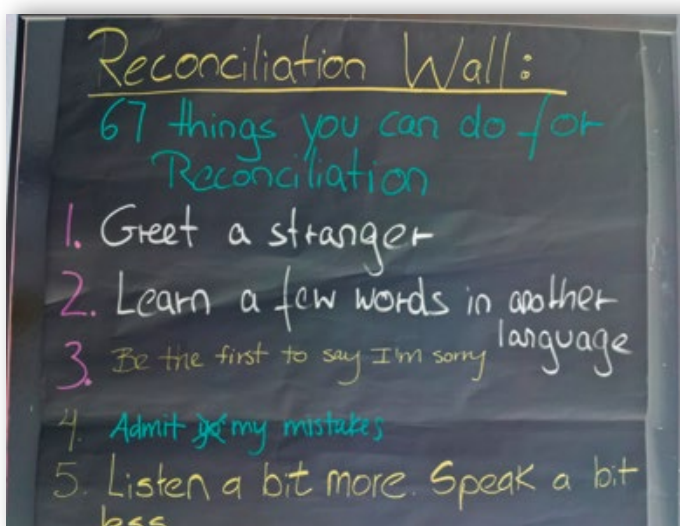 Reconciliation Wall:
67 things you can do for
Reconciliation
1. Greet a stranger
2. Learn a few words in another
language
3. Be the first to say I'm sorry
4. Admit my mistakes
5. Listen a bit more. Speak a bit
less